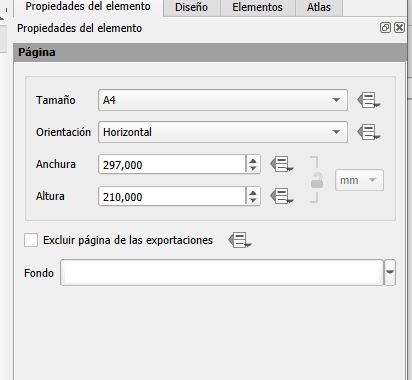 Propiedades del elemento Diseño Elementos Atlas
Propiedades del elemento
Página
Tamaño A4
Orientación Horizontal
Anchura 297,000
mm
Altura 210,000
Excluir página de las exportaciones
Fondo